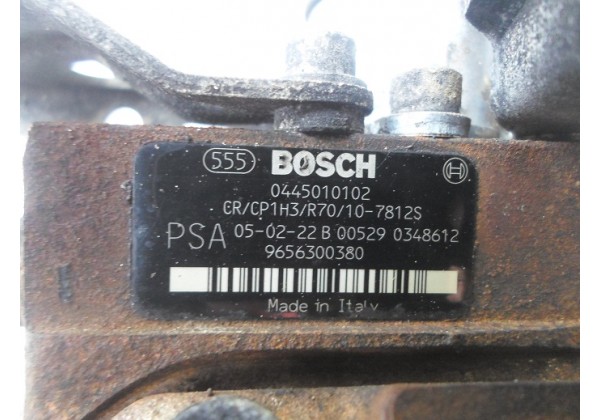 555 BOSCH
0445010102
CR/CP1H3/R70/10-7812S
PSA 05-02-22 B 00529 0348612
9656300380
Made in Italy